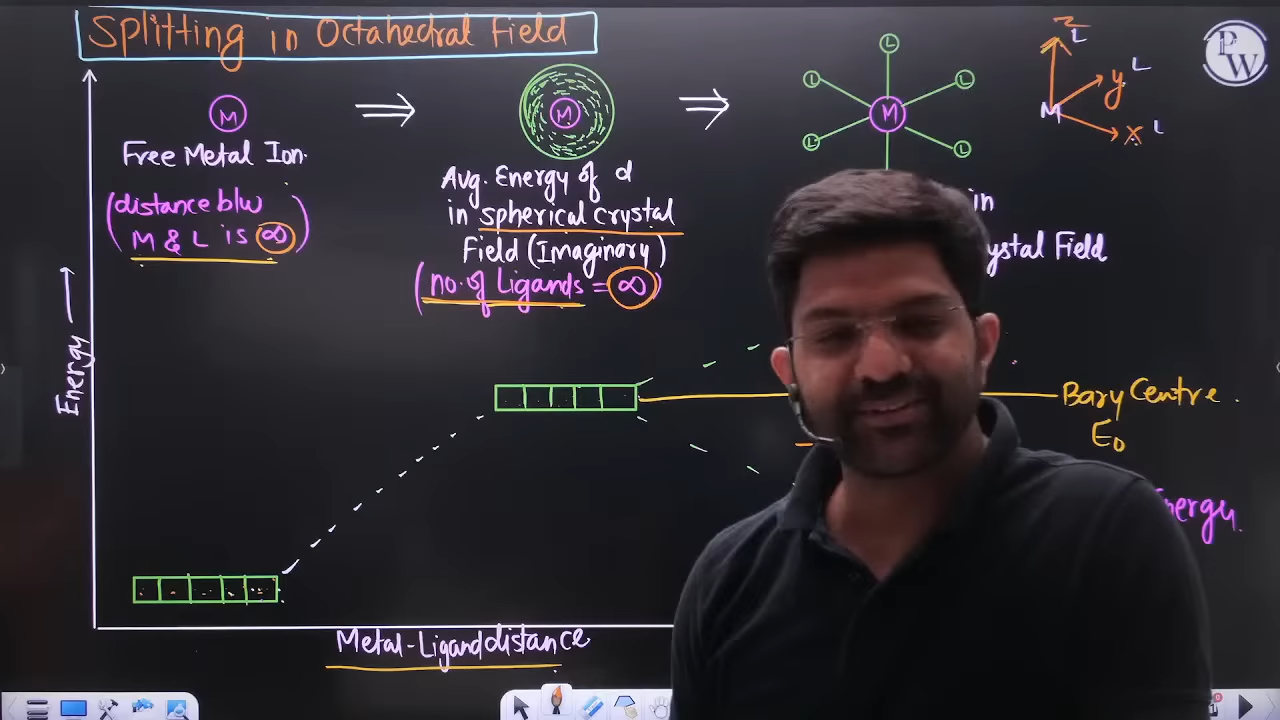 Splitting in Octahedral Field
M
Free Metal Ion.
(distance b/w
M & L is ∞)
M
Avg. Energy of d
in spherical crystal
Field (Imaginary)
(no. of Ligands = ∞)
L
L
L
M
L
L
in
ystal Field
z
L
y L
M
x L
PW
Energy
Bary Centre.
E₀
nergy.
Metal-Ligand distance